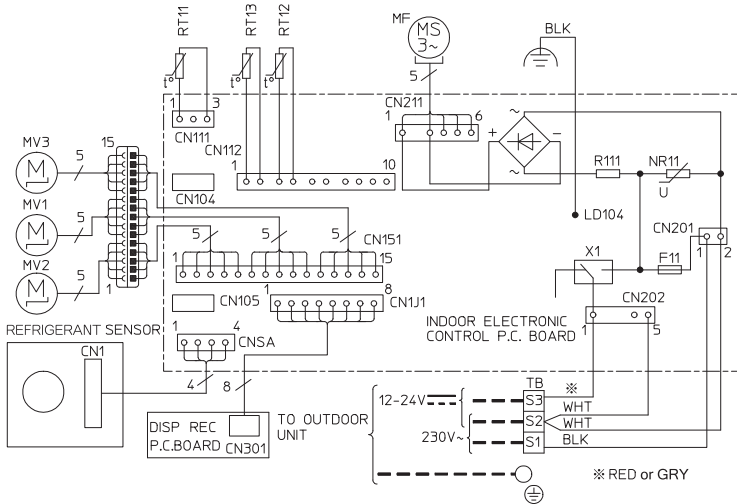 RT11
RT13
RT12
MF
MS
3~
BLK
t°
t°
t°
5
1
3
CN111
CN211
1
6
~
+
−
~
CN112
1
10
R111
NR11
U
MV3
M
5
15
MV1
M
5
MV2
M
5
1
CN104
LD104
CN201
1
2
5
5
5
CN151
1
15
X1
F11
CN105
8
CN1J1
1
CN202
1
5
INDOOR ELECTRONIC
CONTROL P.C. BOARD
REFRIGERANT SENSOR
CN1
1
4
CNSA
4
8
DISP REC
P.C.BOARD
CN301
TO OUTDOOR
UNIT
12-24V
230V~
TB
S3
S2
S1
※
WHT
WHT
BLK
※ RED or GRY